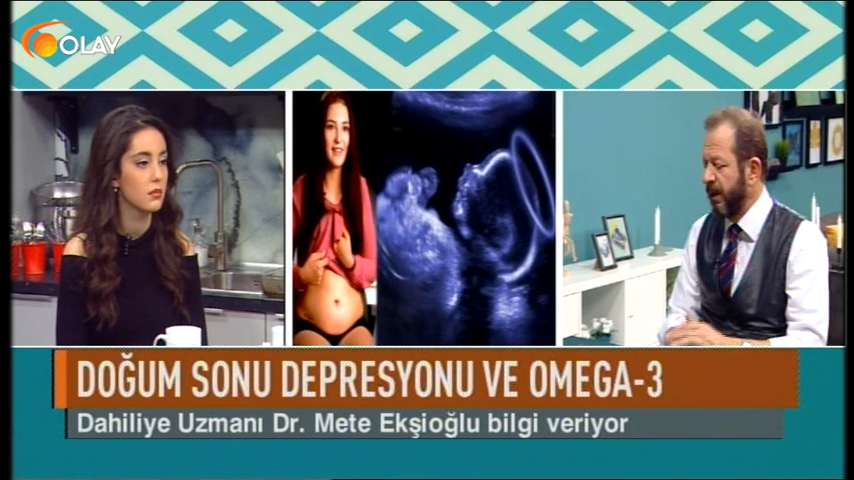 OLAY
DOĞUM SONU DEPRESYONU VE OMEGA-3
Dahiliye Uzmanı Dr. Mete Ekşioğlu bilgi veriyor